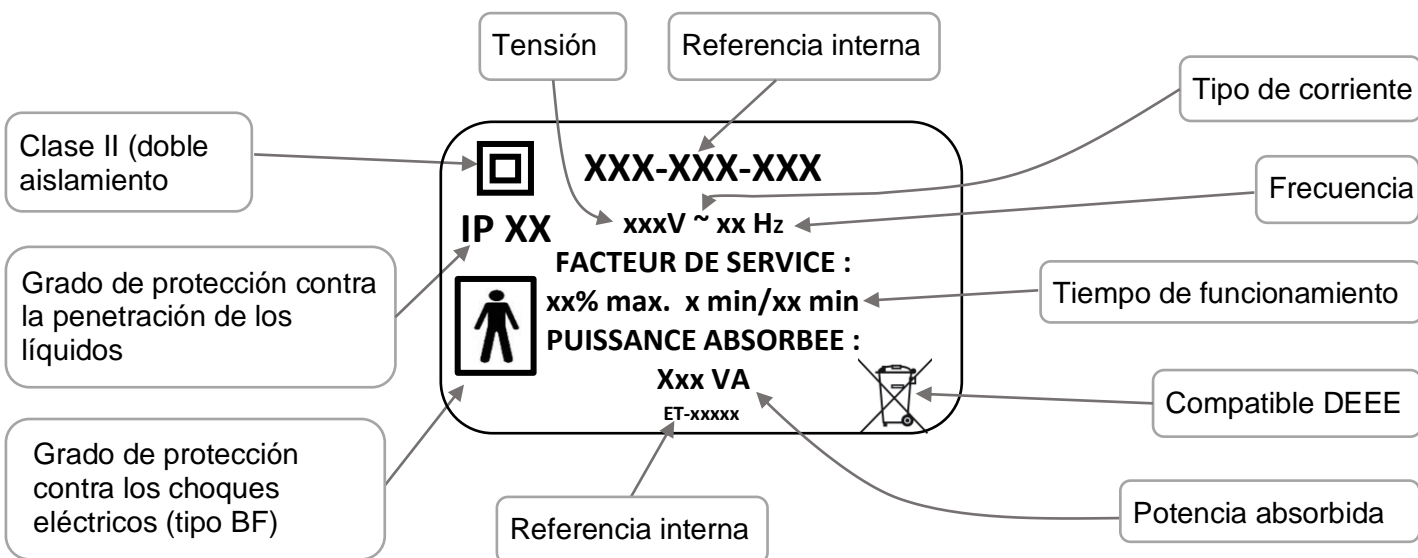 Tensión
Referencia interna
Tipo de corriente
Clase II (doble
aislamiento
XXX-XXX-XXX
Frecuencia
IP XX
xxxV ~ xx Hz
FACTEUR DE SERVICE :
Grado de protección contra
la penetración de los
líquidos
xx% max. x min/xx min
Tiempo de funcionamiento
PUISSANCE ABSORBEE :
Xxx VA
Compatible DEEE
ET-xxxxx
Grado de protección
contra los choques
eléctricos (tipo BF)
Referencia interna
Potencia absorbida